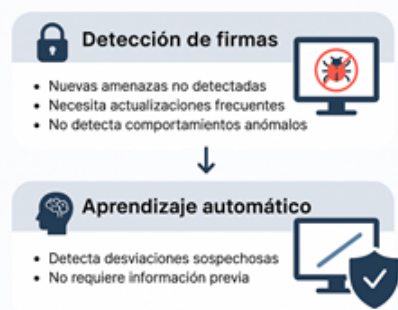 Detección de firmas
• Nuevas amenazas no detectadas
• Necesita actualizaciones frecuentes
• No detecta comportamientos anómalos
Aprendizaje automático
• Detecta desviaciones sospechosas
• No requiere información previa